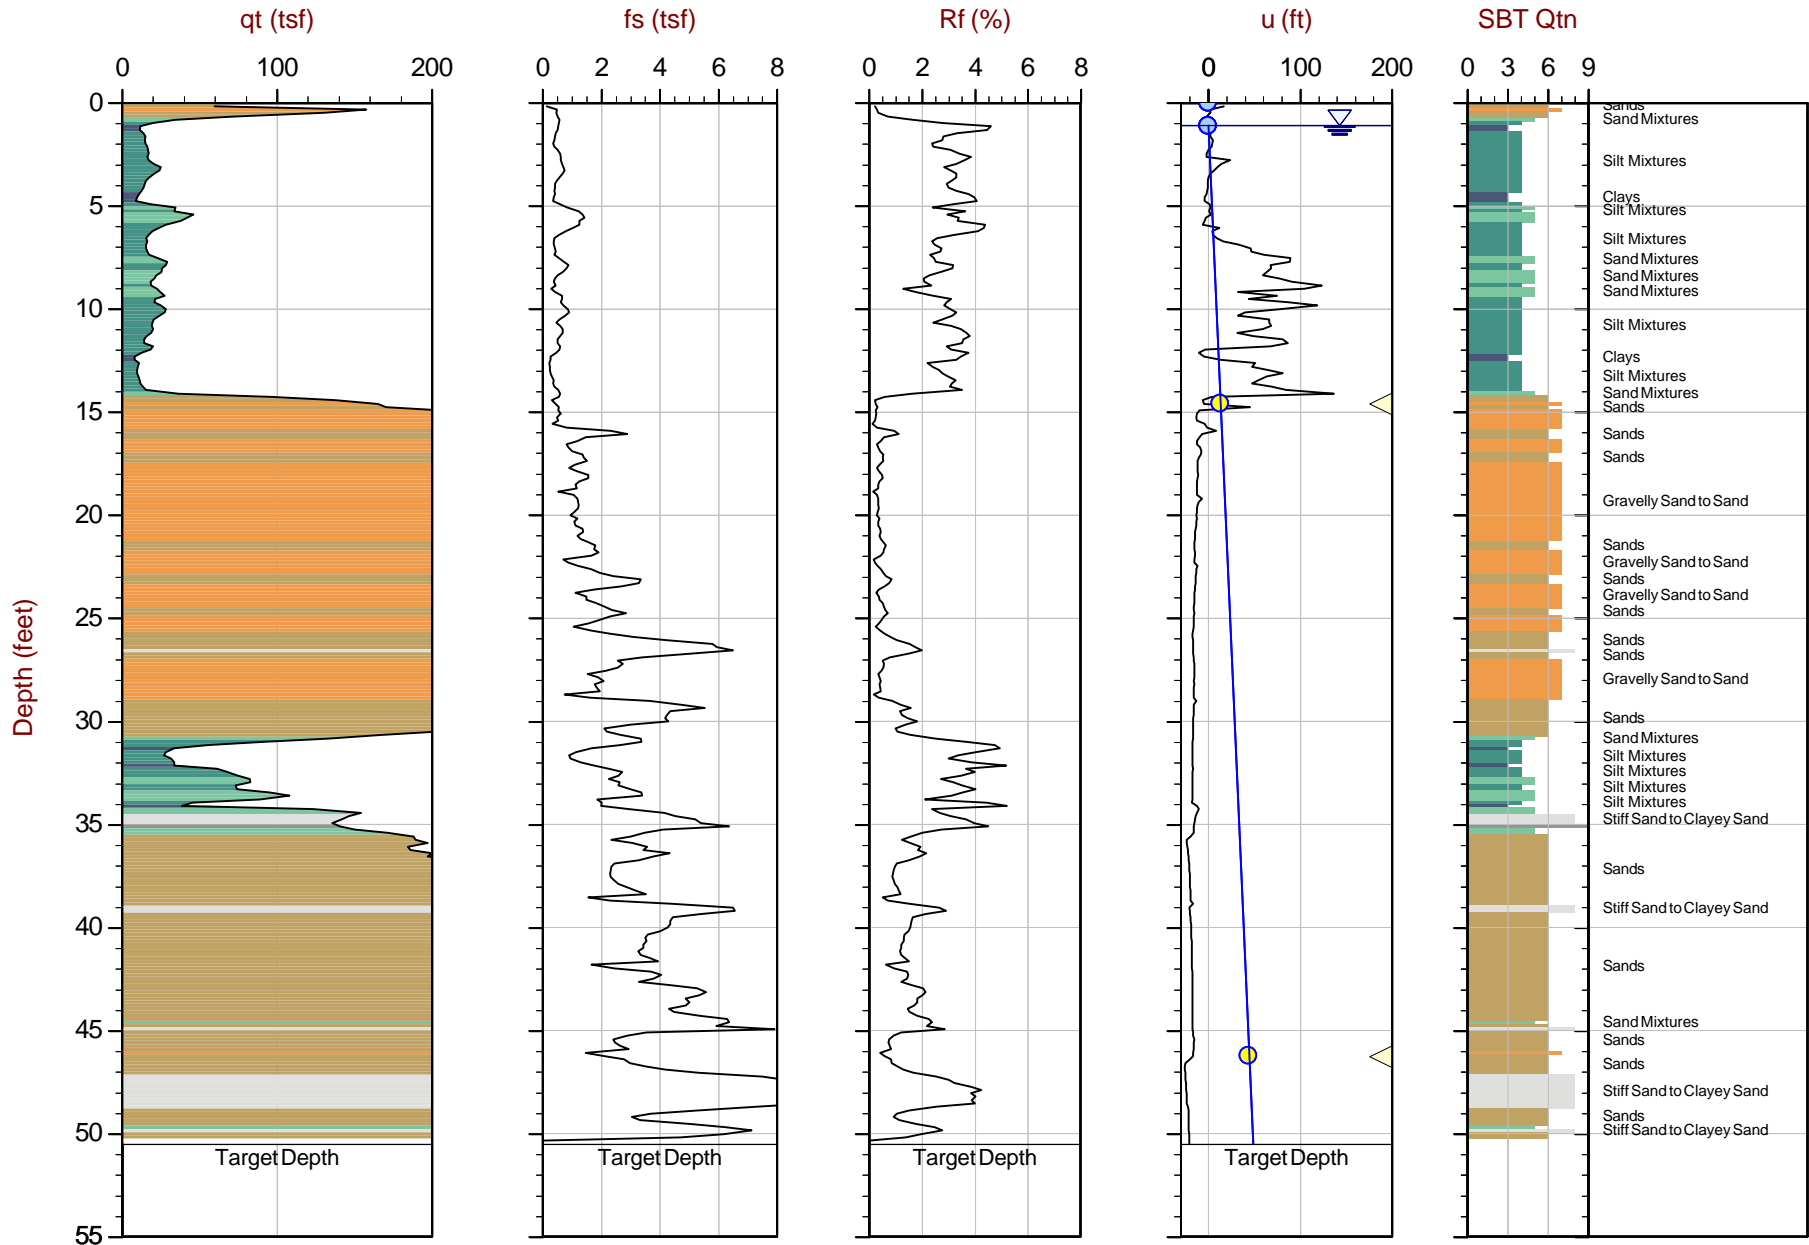 qt (tsf)
fs (tsf)
Rf (%)
u (ft)
SBT Qtn
0 100 200
0 2 4 6 8
0 2 4 6 8
0 100 200
0 3 6 9
Depth (feet)
0
5
10
15
20
25
30
35
40
45
50
55
Sands
Sand Mixtures
Silt Mixtures
Clays
Silt Mixtures
Silt Mixtures
Sand Mixtures
Sand Mixtures
Sand Mixtures
Silt Mixtures
Clays
Silt Mixtures
Sand Mixtures
Sands
Sands
Sands
Gravelly Sand to Sand
Sands
Gravelly Sand to Sand
Sands
Gravelly Sand to Sand
Sands
Sands
Sands
Gravelly Sand to Sand
Sands
Sand Mixtures
Silt Mixtures
Silt Mixtures
Silt Mixtures
Silt Mixtures
Stiff Sand to Clayey Sand
Sands
Stiff Sand to Clayey Sand
Sands
Sand Mixtures
Sands
Sands
Stiff Sand to Clayey Sand
Sands
Stiff Sand to Clayey Sand
Target Depth
Target Depth
Target Depth
Target Depth